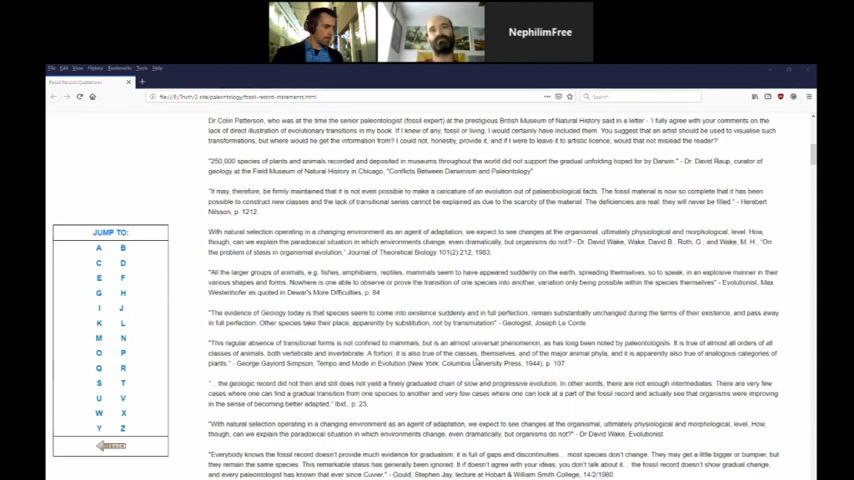 NephilimFree
File Edit View History Bookmarks Tools Help
Fossil Record Quotations
file:///E:/Truth/2 site/paleontology/fossil-record-statements.html
Search
Dr Colin Patterson, who was at the time the senior paleontologist (fossil expert) at the prestigious British Museum of Natural History said in a letter - 'I fully agree with your comments on the
lack of direct illustration of evolutionary transitions in my book. If I knew of any, fossil or living, I would certainly have included them. You suggest that an artist should be used to visualise such
transformations, but where would he get the information from? I could not, honestly, provide it, and if I were to leave it to artistic licence, would that not mislead the reader?'
"250,000 species of plants and animals recorded and deposited in museums throughout the world did not support the gradual unfolding hoped for by Darwin." - Dr. David Raup, curator of
geology at the Field Museum of Natural History in Chicago, "Conflicts Between Darwinism and Paleontology"
"It may, therefore, be firmly maintained that it is not even possible to make a caricature of an evolution out of palaeobiological facts. The fossil material is now so complete that it has been
possible to construct new classes and the lack of transitional series cannot be explained as due to the scarcity of the material. The deficiencies are real; they will never be filled." - Herebert
Nilsson, p. 1212.
With natural selection operating in a changing environment as an agent of adaptation, we expect to see changes at the organismal, ultimately physiological and morphological, level. How,
though, can we explain the paradoxical situation in which environments change, even dramatically, but organisms do not? - Dr. David Wake, Wake, David B., Roth, G.; and Wake, M. H., "On
the problem of stasis in organismal evolution," Journal of Theoretical Biology 101(2):212, 1983.
"All the larger groups of animals, e.g. fishes, amphibians, reptiles, mammals seem to have appeared suddenly on the earth, spreading themselves, so to speak, in an explosive manner in their
various shapes and forms. Nowhere is one able to observe or prove the transition of one species into another, variation only being possible within the species themselves" - Evolutionist, Max
Westenhofer as quoted in Dewar's More Difficulties, p. 94
"The evidence of Geology today is that species seem to come into existence suddenly and in full perfection, remain substantially unchanged during the terms of their existence, and pass away
in full perfection. Other species take their place, apparently by substitution, not by transmutation" - Geologist, Joseph Le Conte
"This regular absence of transitional forms is not confined to mammals, but is an almost universal phenomenon, as has long been noted by paleontologists. It is true of almost all orders of all
classes of animals, both vertebrate and invertebrate. A fortiori, it is also true of the classes, themselves, and of the major animal phyla, and it is apparently also true of analogous categories of
plants." - George Gaylord Simpson, Tempo and Mode in Evolution (New York: Columbia University Press, 1944), p. 107.
"... the geologic record did not then and still does not yield a finely graduated chain of slow and progressive evolution. In other words, there are not enough intermediates. There are very few
cases where one can find a gradual transition from one species to another and very few cases where one can look at a part of the fossil record and actually see that organisms were improving
in the sense of becoming better adapted." Ibid., p. 23.
"With natural selection operating in a changing environment as an agent of adaptation, we expect to see changes at the organismal, ultimately physiological and morphological, level. How,
though, can we explain the paradoxical situation in which environments change, even dramatically, but organisms do not?" - Dr David Wake, Evolutionist
"Everybody knows the fossil record doesn't provide much evidence for gradualism, it is full of gaps and discontinuities... most species don't change. They may get a little bigger or bumpier, but
they remain the same species. This remarkable stasis has generally been ignored. If if doesn't agree with your ideas, you don't talk about it... the fossil record doesn't show gradual change,
and every paleontologist has known that ever since Cuvier." - Gould, Stephen Jay, lecture at Hobart & William Smith College, 14/2/1980.
JUMP TO:
A B
C D
E F
G H
I J
K L
M N
O P
Q R
S T
U V
W X
Y Z